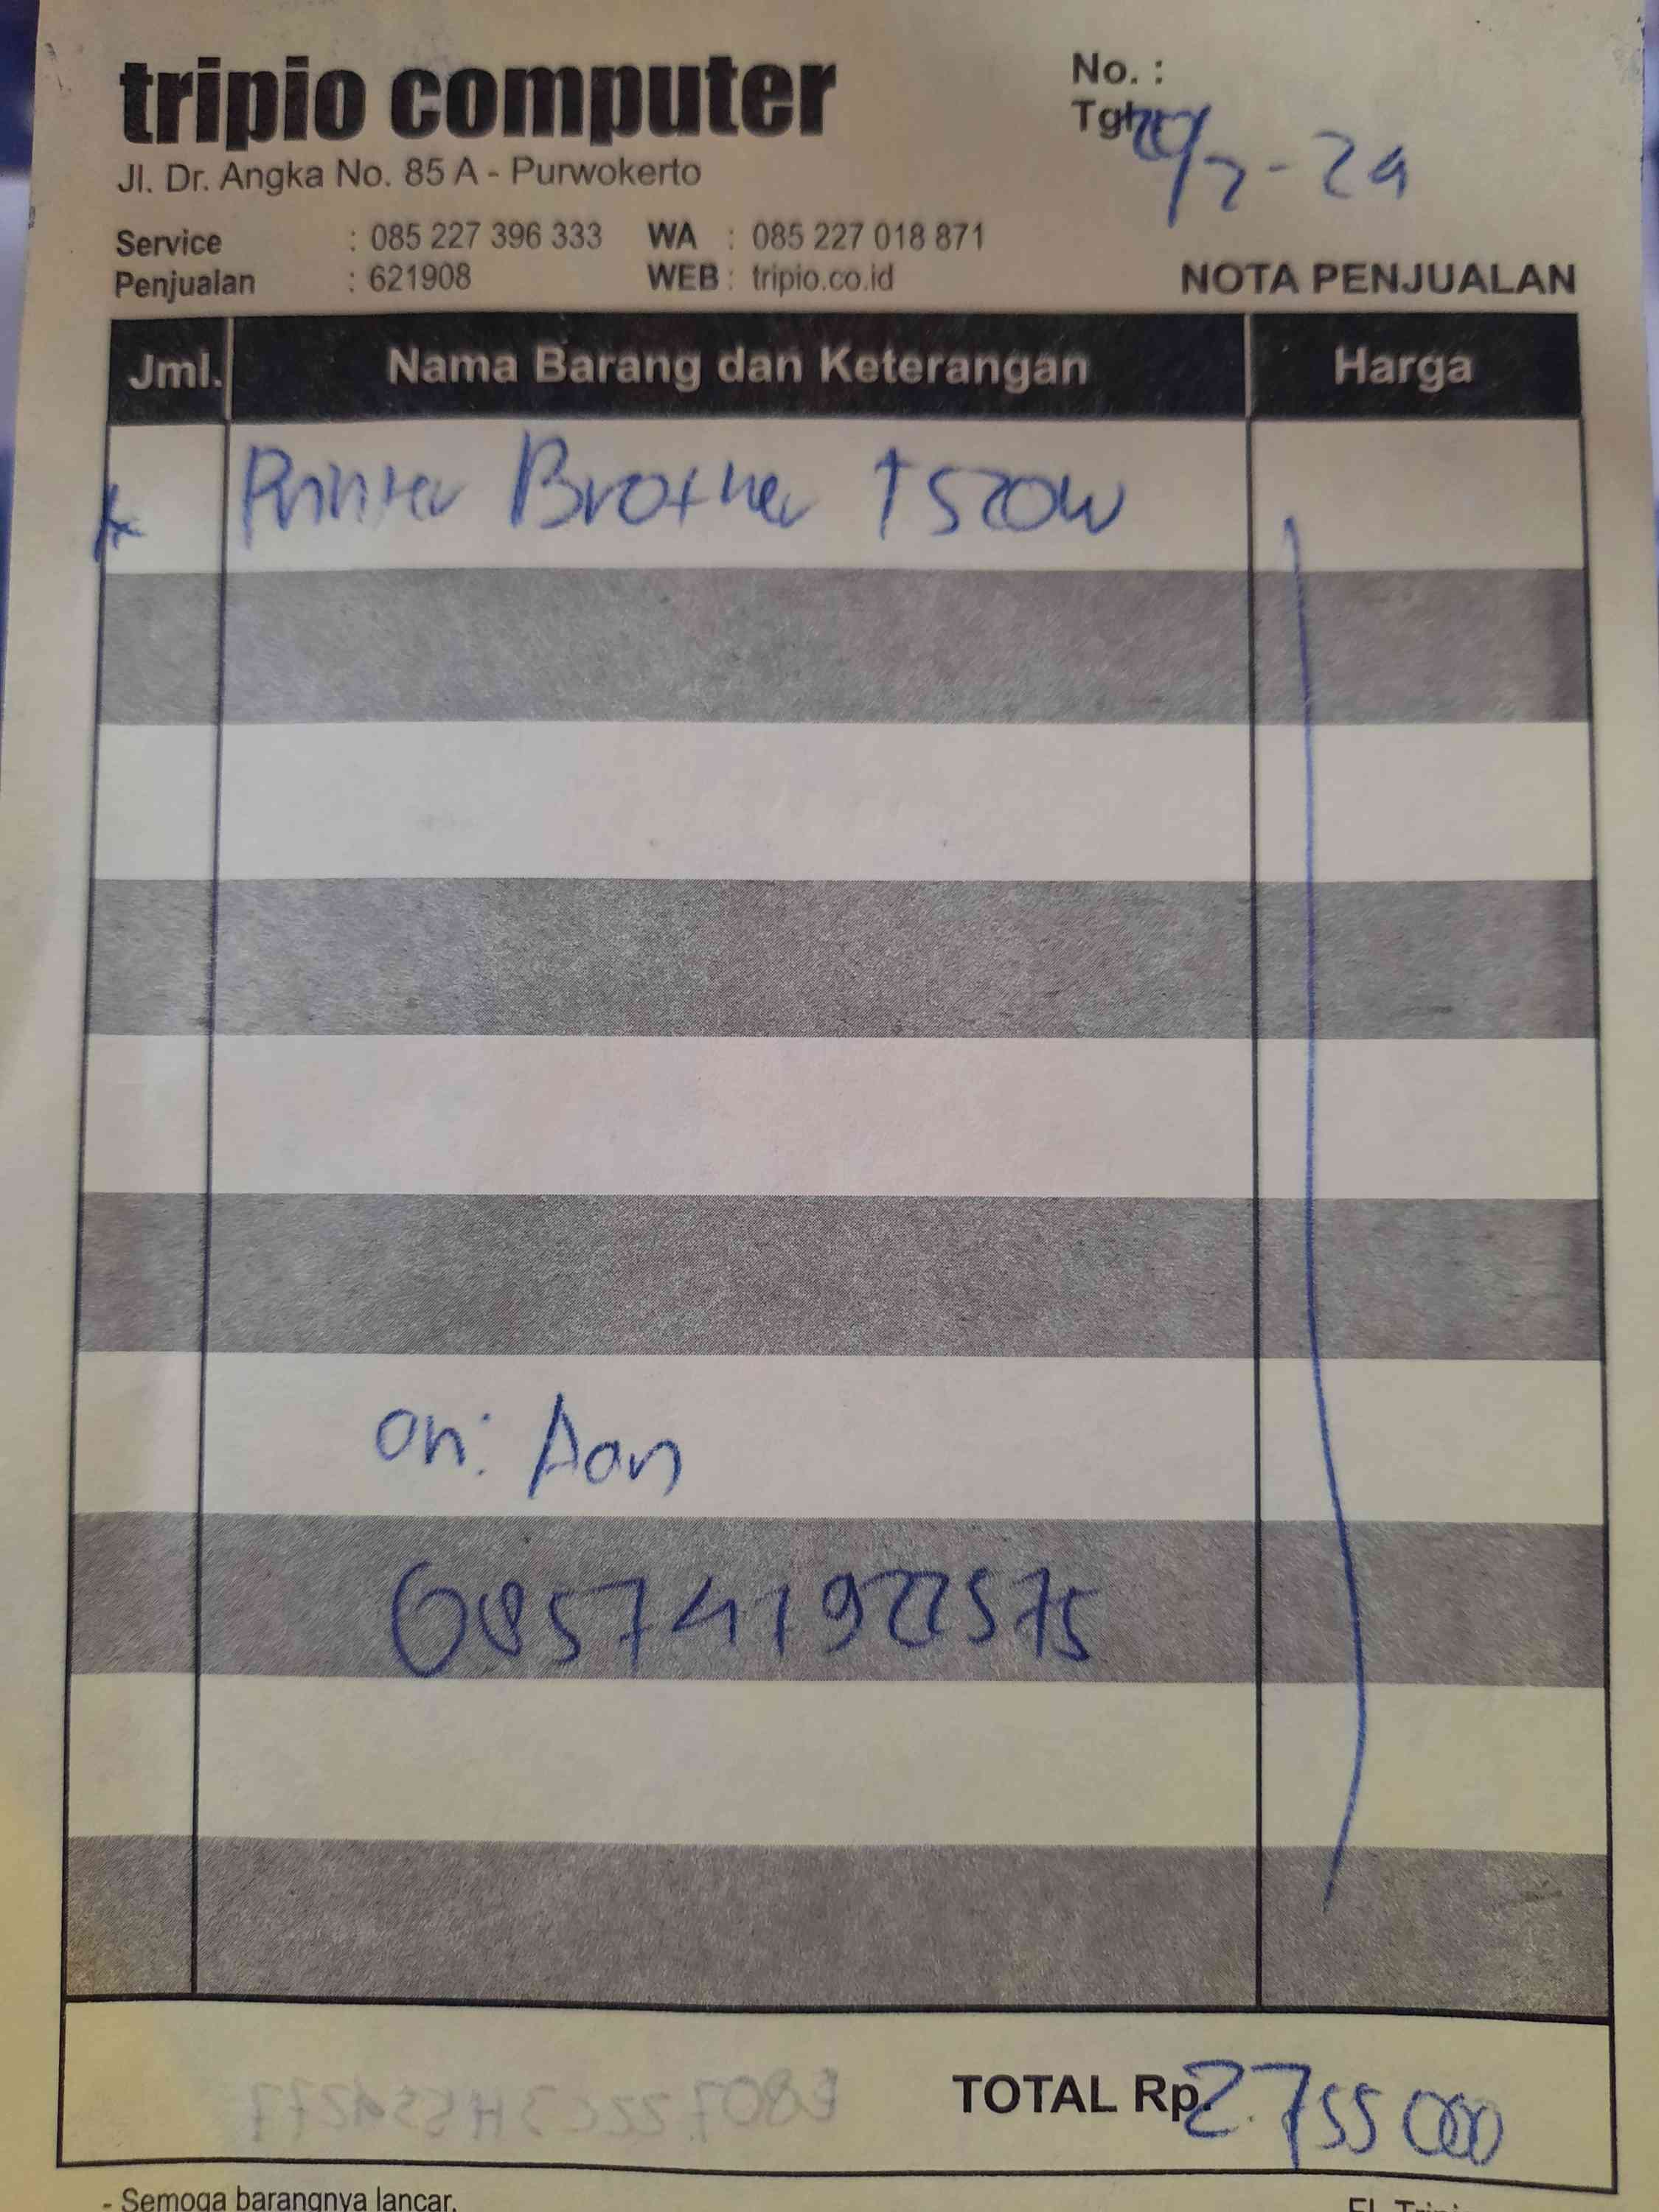 tripio computer
No. :
Tgl.
/7-24
Jl. Dr. Angka No. 85 A - Purwokerto
Service : 085 227 396 333 WA : 085 227 018 871
Penjualan : 621908 WEB : tripio.co.id
NOTA PENJUALAN
Jml. Nama Barang dan Keterangan Harga
Printer Brother T520W
an: Aan
085741922575
TOTAL Rp. 2.755 000
- Semoga barangnya lancar.